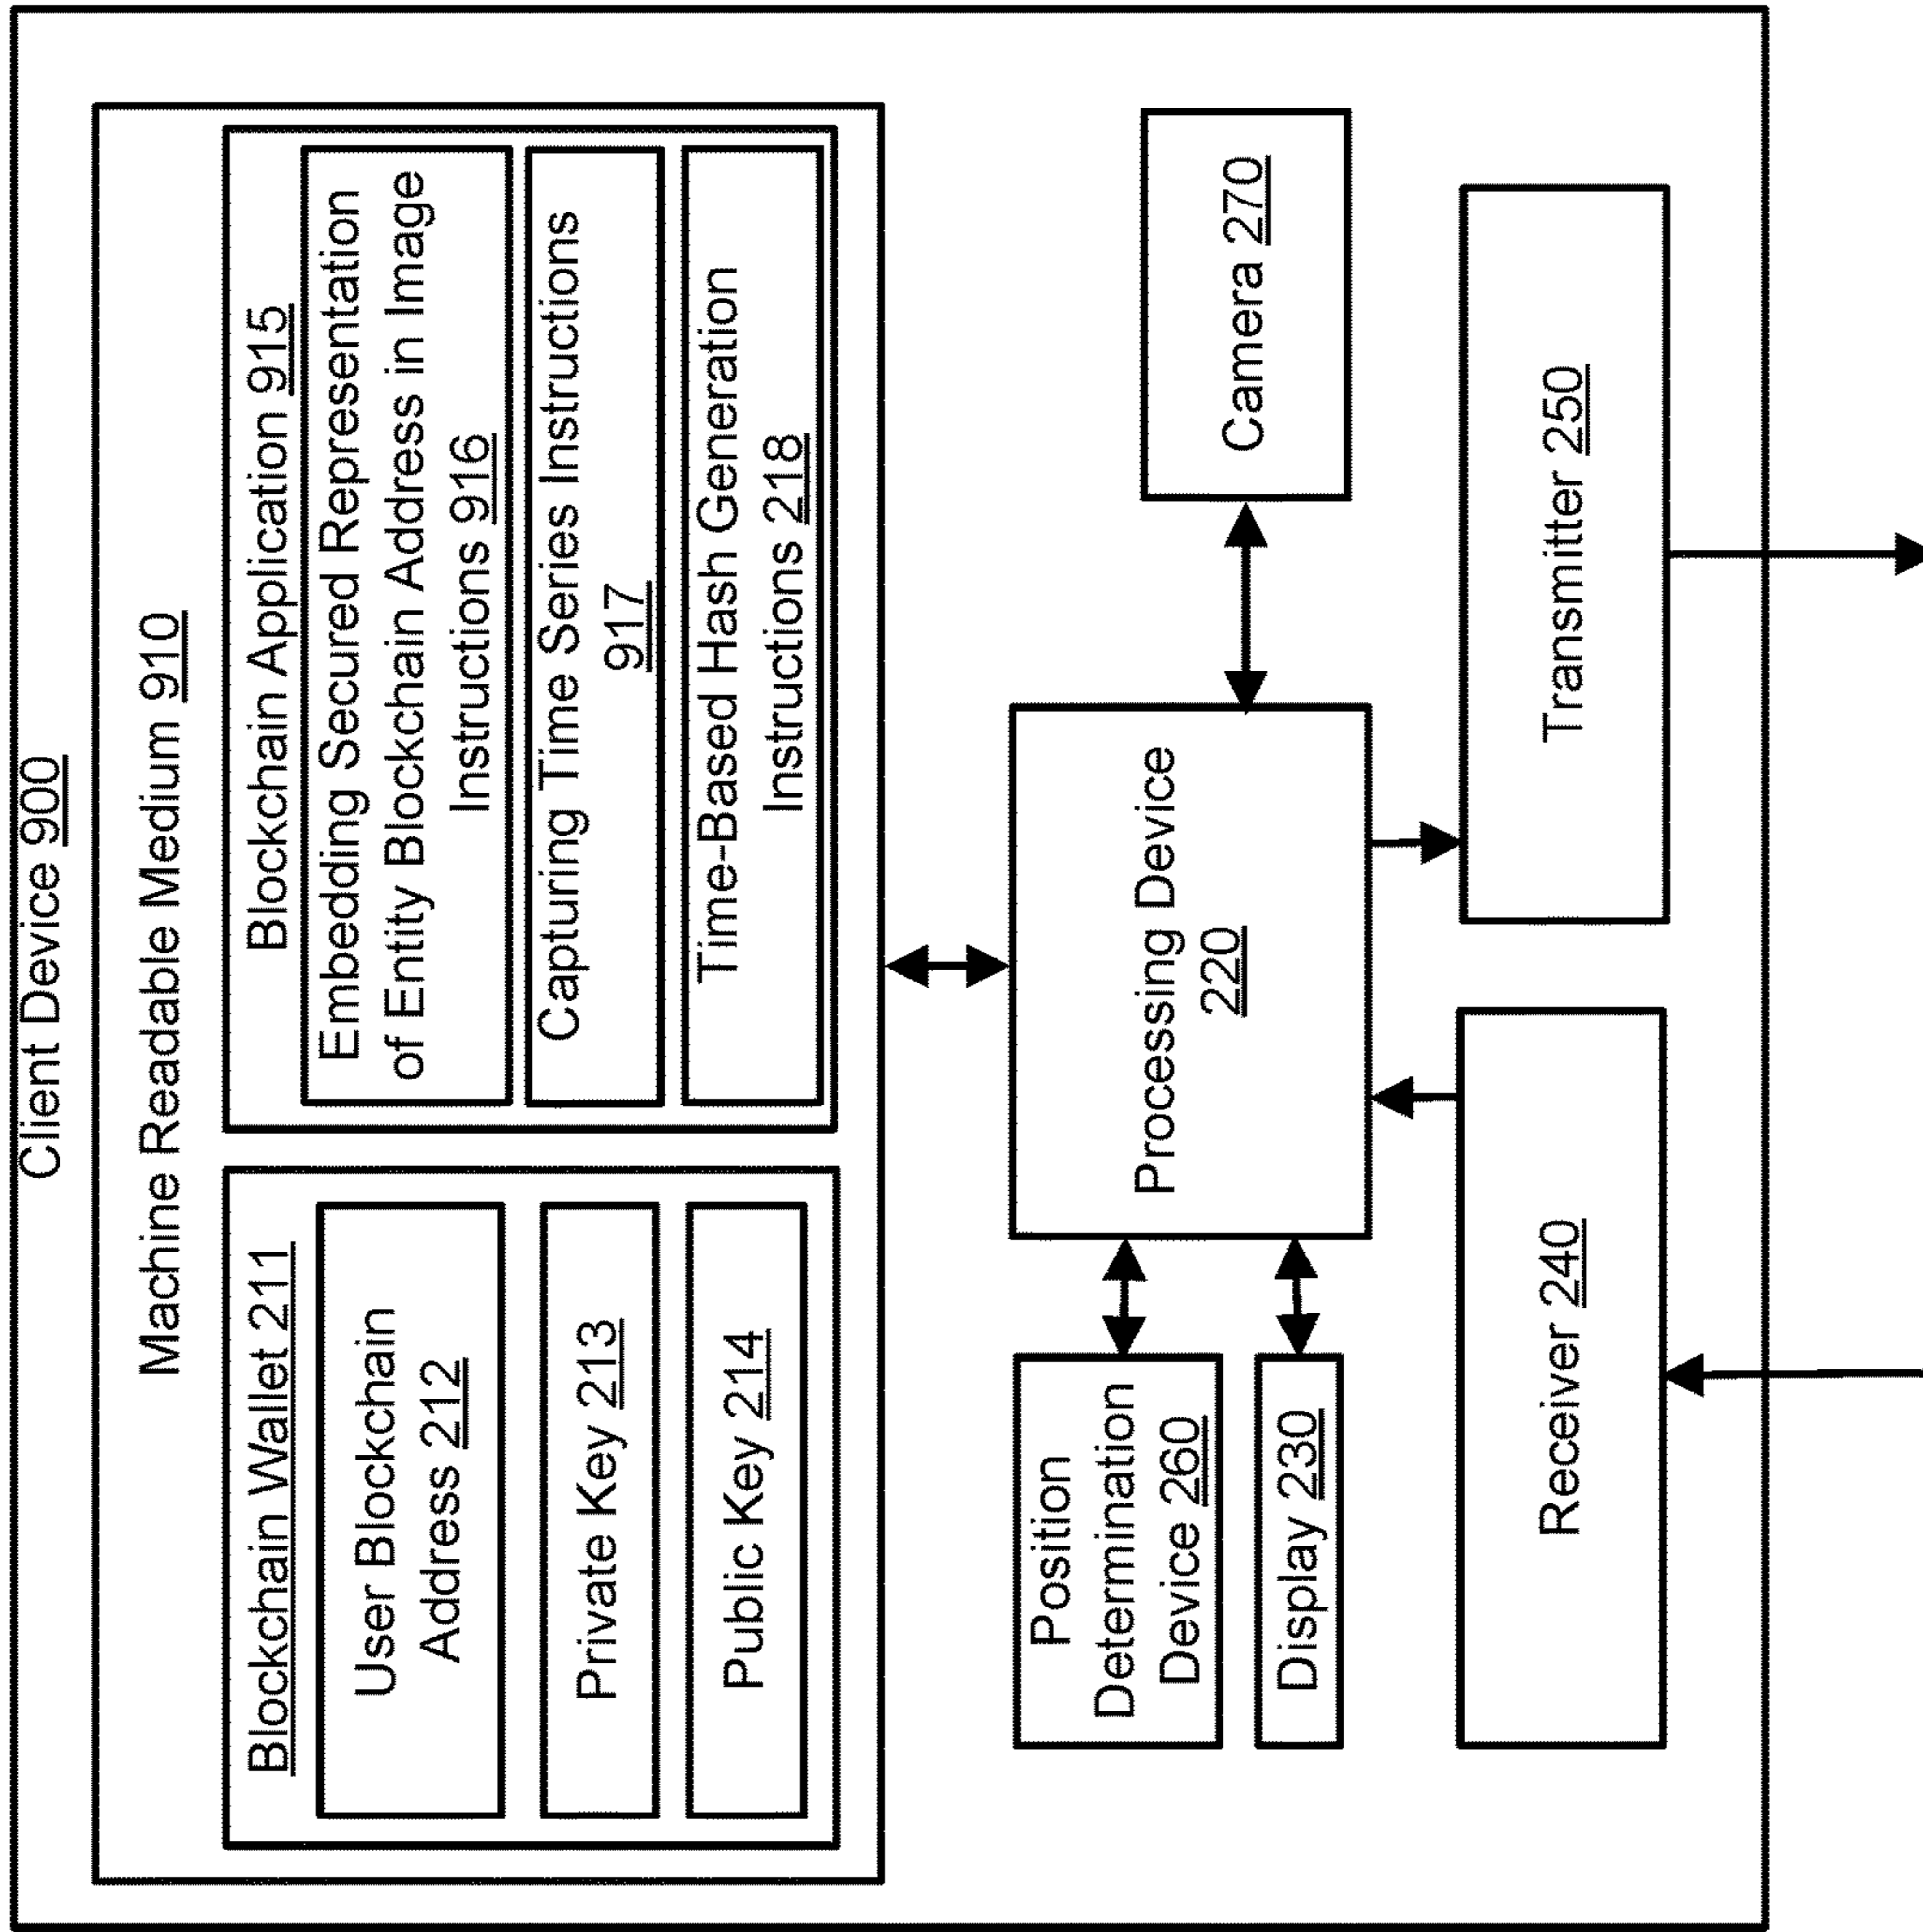 Client Device 900
Machine Readable Medium 910
Blockchain Wallet 211
User Blockchain
Address 212
Private Key 213
Public Key 214
Blockchain Application 915
Embedding Secured Representation
of Entity Blockchain Address in Image
Instructions 916
Capturing Time Series Instructions
917
Time-Based Hash Generation
Instructions 218
Position
Determination
Device 260
Display 230
Processing Device
220
Camera 270
Receiver 240
Transmitter 250